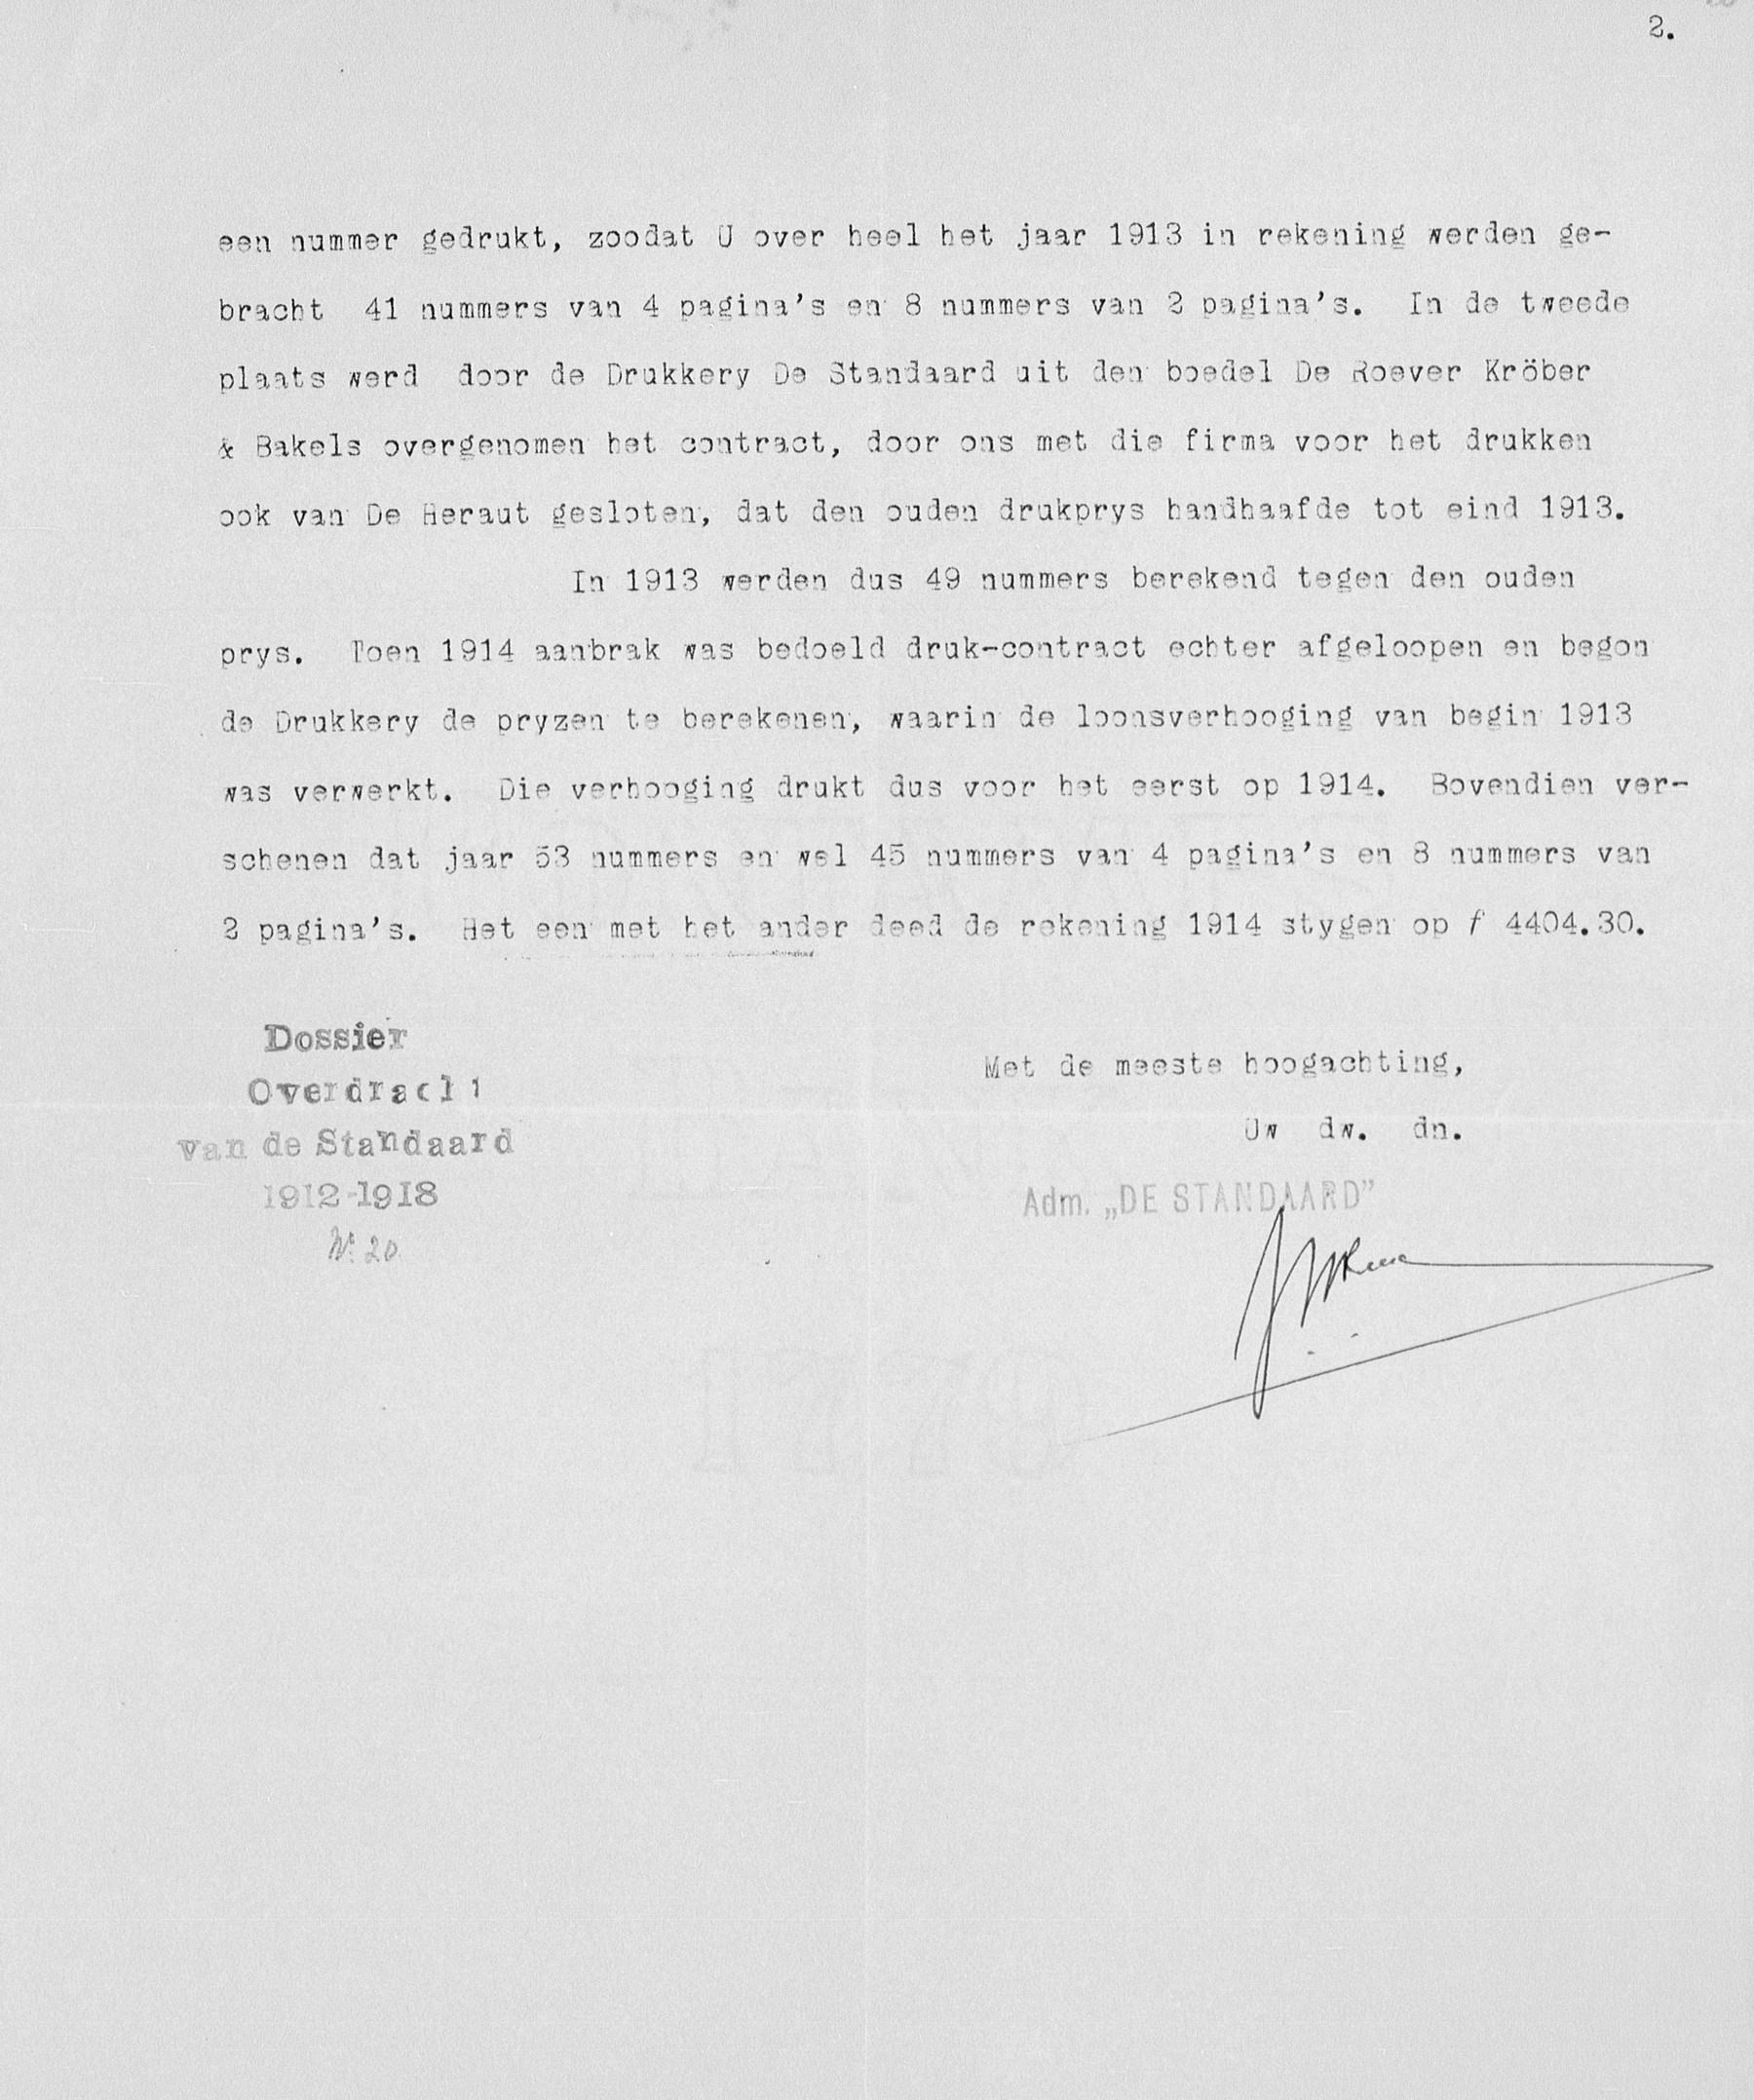 2.
een nummer gedrukt, zoodat U over heel het jaar 1913 in rekening werden ge-
bracht 41 nummers van 4 pagina's en 8 nummers van 2 pagina's. In de tweede
plaats werd door de Drukkery De Standaard uit den boedel De Roever Kröber
& Bakels overgenomen het contract, door ons met die firma voor het drukken
ook van De Heraut gesloten, dat den ouden drukprys handhaafde tot eind 1913.
In 1913 werden dus 49 nummers berekend tegen den ouden
prys. Toen 1914 aanbrak was bedoeld druk-contract echter afgeloopen en begon
de Drukkery de pryzen te berekenen, waarin de loonsverhooging van begin 1913
was verwerkt. Die verhooging drukt dus voor het eerst op 1914. Bovendien ver-
schenen dat jaar 53 nummers en wel 45 nummers van 4 pagina's en 8 nummers van
2 pagina's. Het een met het ander deed de rekening 1914 stygen op f 4404.30.
Met de meeste hoogachting,
Uw dw. dn.
Adm. „DE STANDAARD"
Dossier
Overdracht
van de Standaard
1912-1918
No. 20